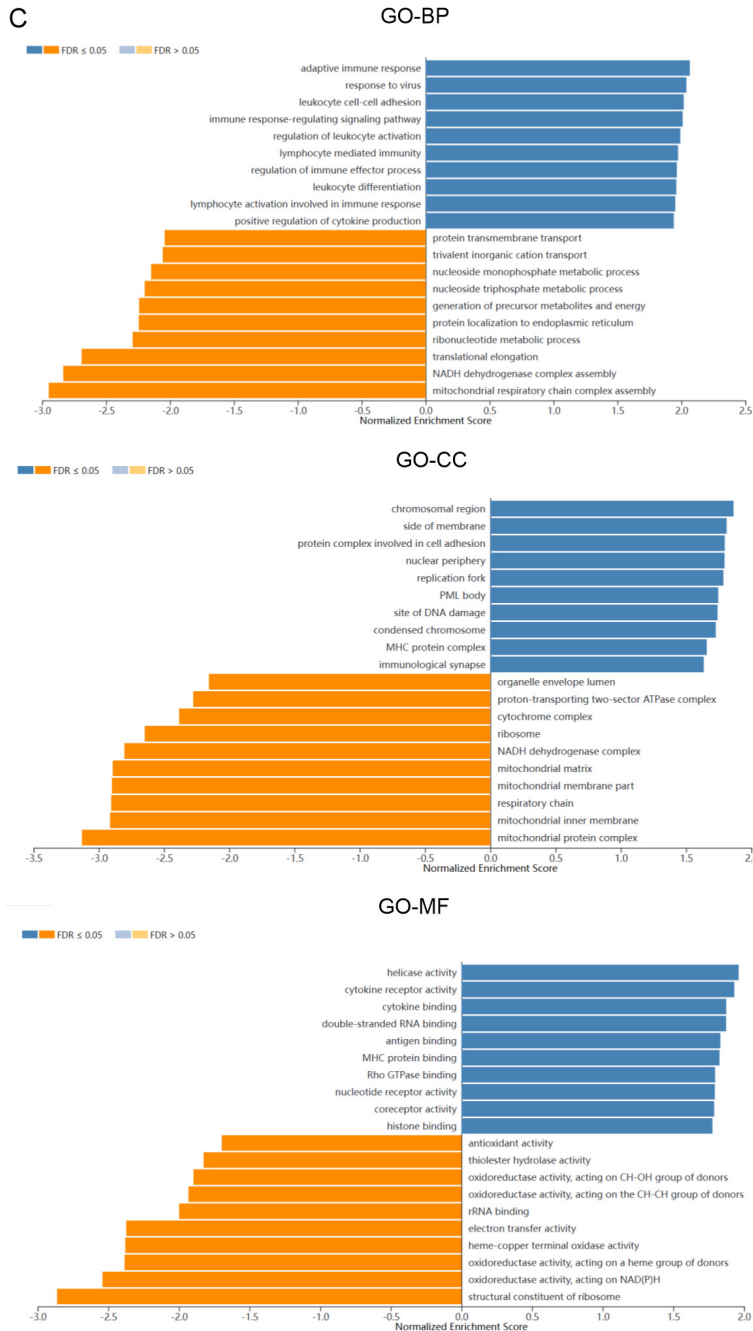 C
GO-BP
FDR ≤ 0.05 FDR > 0.05
adaptive immune response
response to virus
leukocyte cell-cell adhesion
immune response-regulating signaling pathway
regulation of leukocyte activation
lymphocyte mediated immunity
regulation of immune effector process
leukocyte differentiation
lymphocyte activation involved in immune response
positive regulation of cytokine production
protein transmembrane transport
trivalent inorganic cation transport
nucleoside monophosphate metabolic process
nucleoside triphosphate metabolic process
generation of precursor metabolites and energy
protein localization to endoplasmic reticulum
ribonucleotide metabolic process
translational elongation
NADH dehydrogenase complex assembly
mitochondrial respiratory chain complex assembly
-3.0 -2.5 -2.0 -1.5 -1.0 -0.5 0.0 0.5 1.0 1.5 2.0 2.5
Normalized Enrichment Score
GO-CC
FDR ≤ 0.05 FDR > 0.05
chromosomal region
side of membrane
protein complex involved in cell adhesion
nuclear periphery
replication fork
PML body
site of DNA damage
condensed chromosome
MHC protein complex
immunological synapse
organelle envelope lumen
proton-transporting two-sector ATPase complex
cytochrome complex
ribosome
NADH dehydrogenase complex
mitochondrial matrix
mitochondrial membrane part
respiratory chain
mitochondrial inner membrane
mitochondrial protein complex
-3.5 -3.0 -2.5 -2.0 -1.5 -1.0 -0.5 0.0 0.5 1.0 1.5 2.
Normalized Enrichment Score
GO-MF
FDR ≤ 0.05 FDR > 0.05
helicase activity
cytokine receptor activity
cytokine binding
double-stranded RNA binding
antigen binding
MHC protein binding
Rho GTPase binding
nucleotide receptor activity
coreceptor activity
histone binding
antioxidant activity
thiolester hydrolase activity
oxidoreductase activity, acting on CH-OH group of donors
oxidoreductase activity, acting on the CH-CH group of donors
rRNA binding
electron transfer activity
heme-copper terminal oxidase activity
oxidoreductase activity, acting on a heme group of donors
oxidoreductase activity, acting on NAD(P)H
structural constituent of ribosome
-3.0 -2.5 -2.0 -1.5 -1.0 -0.5 0.0 0.5 1.0 1.5 2.0
Normalized Enrichment Score